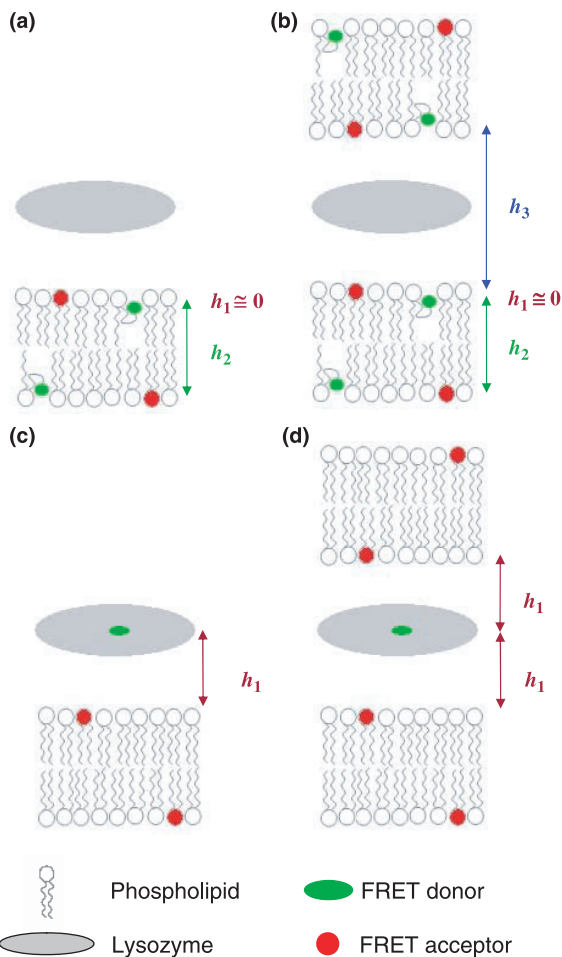 (a)
(b)
h3
h1 ≅ 0
h2
h1 ≅ 0
h2
(c)
(d)
h1
h1
h1
Phospholipid
FRET donor
Lysozyme
FRET acceptor